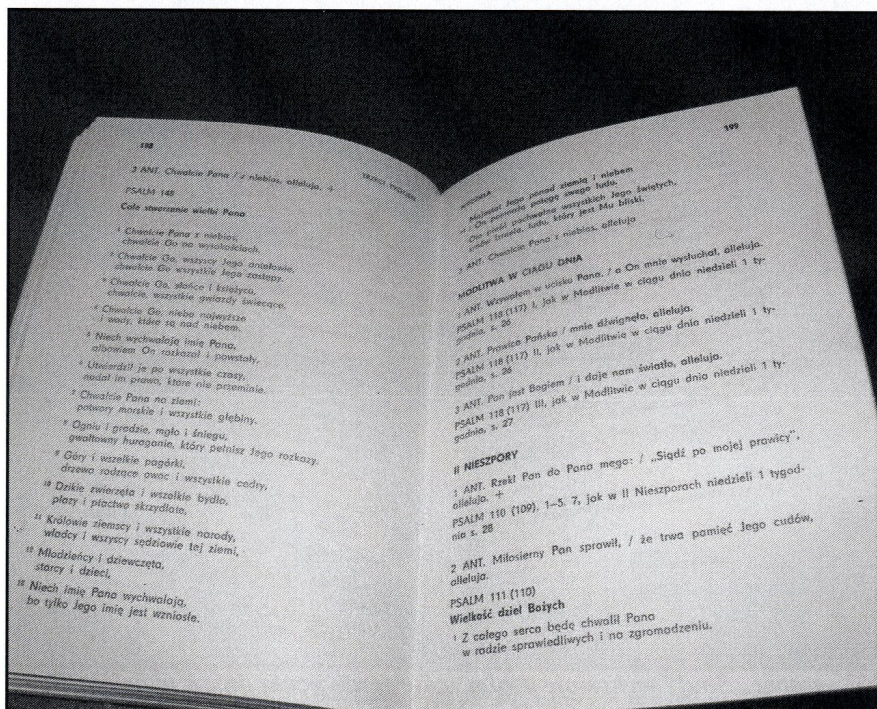 198
TRZECI TYDZIEŃ
3 ANT. Chwalcie Pana / z niebios, alleluja. +
PSALM 148
Całe stworzenie wielbi Pana
1 Chwalcie Pana z niebios,
chwalcie Go na wysokościach.
2 Chwalcie Go, wszyscy Jego aniołowie,
chwalcie Go wszystkie Jego zastępy.
3 Chwalcie Go, słońce i księżycu,
chwalcie, wszystkie gwiazdy świecące.
4 Chwalcie Go, nieba najwyższe
i wody, które są nad niebem.
5 Niech wychwalają imię Pana,
albowiem On rozkazał i powstały.
6 Utwierdził je po wszystkie czasy,
nadał im prawo, które nie przeminie.
7 Chwalcie Pana na ziemi:
potwory morskie i wszystkie głębiny.
8 Ogniu i gradzie, mgło i śniegu,
gwałtowny huraganie, który pełnisz Jego rozkazy.
9 Góry i wszelkie pagórki,
drzewa rodzące owoc i wszystkie cedry,
10 Dzikie zwierzęta i wszelkie bydło,
płazy i ptactwo skrzydlate,
11 Królowie ziemscy i wszystkie narody,
władcy i wszyscy sędziowie tej ziemi,
12 Młodzieńcy i dziewczęta,
starcy i dzieci,
13 Niech imię Pana wychwalają,
bo tylko Jego imię jest wzniosłe.
199
NIEDZIELA
Majestat Jego ponad ziemią i niebem
14 i On pomnaża potęgę swego ludu.
Oto pieśń pochwalna wszystkich Jego świętych,
synów Izraela, ludu, który jest Mu bliski.
3 ANT. Chwalcie Pana z niebios, alleluja
MODLITWA W CIĄGU DNIA
1 ANT. Wzywałem w ucisku Pana, / a On mnie wysłuchał, alleluja.
PSALM 118 (117) I, jak w Modlitwie w ciągu dnia niedzieli 1 ty-
godnia, s. 26
2 ANT. Prawica Pańska / mnie dźwignęła, alleluja.
PSALM 118 (117) II, jak w Modlitwie w ciągu dnia niedzieli 1 ty-
godnia, s. 26
3 ANT. Pan jest Bogiem / i daje nam światło, alleluja.
PSALM 118 (117) III, jak w Modlitwie w ciągu dnia niedzieli 1 ty-
godnia, s. 27
II NIESZPORY
1 ANT. Rzekł Pan do Pana mego: / „Siądź po mojej prawicy",
alleluja. +
PSALM 110 (109). 1–5. 7, jak w II Nieszporach niedzieli 1 tygod-
nia s. 28
2 ANT. Miłosierny Pan sprawił, / że trwa pamięć Jego cudów,
alleluja.
PSALM 111 (110)
Wielkość dzieł Bożych
1 Z całego serca będę chwalił Pana
w radzie sprawiedliwych i na zgromadzeniu.